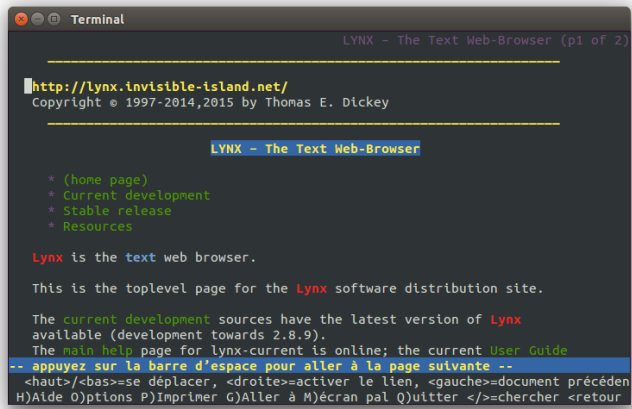 Terminal
LYNX – The Text Web-Browser (p1 of 2)
http://lynx.invisible-island.net/
Copyright © 1997-2014,2015 by Thomas E. Dickey
LYNX – The Text Web-Browser
* (home page)
* Current development
* Stable release
* Resources
Lynx is the text web browser.
This is the toplevel page for the Lynx software distribution site.
The current development sources have the latest version of Lynx
available (development towards 2.8.9).
The main help page for lynx-current is online; the current User Guide
-- appuyez sur la barre d’espace pour aller à la page suivante --
<haut>/<bas>=se déplacer, <droite>=activer le lien, <gauche>=document précéden
H)Aide O)ptions P)Imprimer G)Aller à M)écran pal Q)uitter </>=chercher <retour